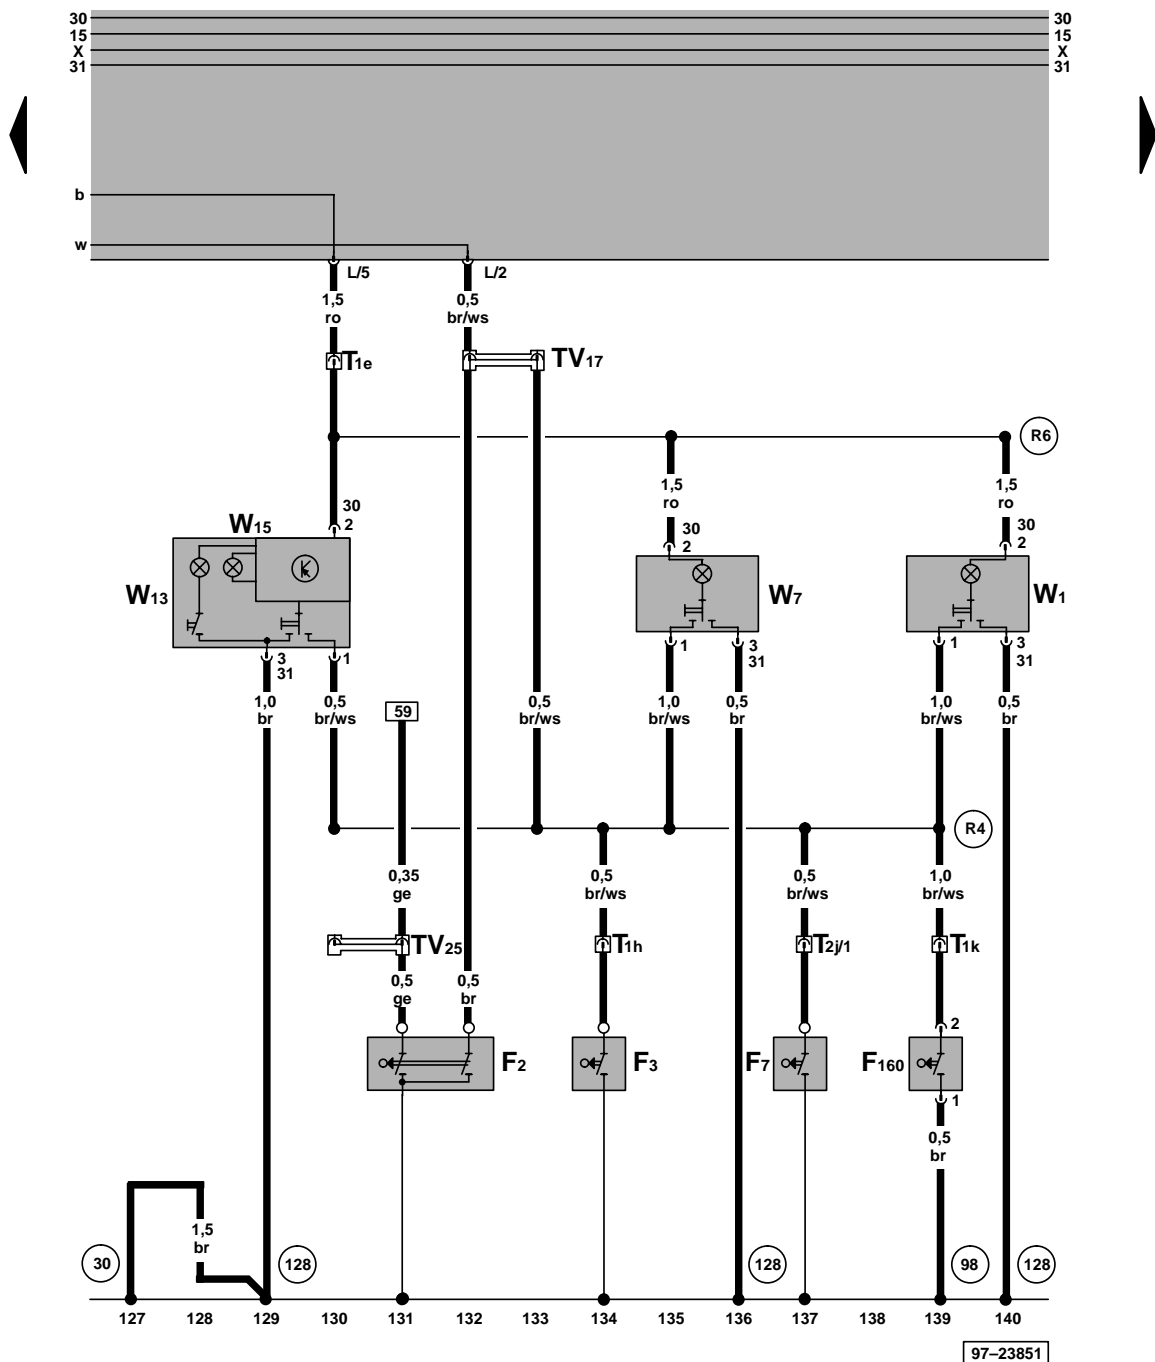 30 30
15 15
X X
31 31
b
w
L/5 L/2
1,5 0,5
ro br/ws
T1e TV17
R6
1,5 1,5
ro ro
30 30 30
2 2 2
W15
W13 W7 W1
3 1 1 3 1 3
31 31 31
1,0 0,5 59 0,5 1,0 0,5 1,0 0,5
br br/ws br/ws br/ws br br/ws br
R4
0,35 0,5 0,5 1,0
ge br/ws br/ws br/ws
TV25 T1h T2j/1 T1k
0,5 0,5
ge br
2
F2 F3 F7 F160
1
0,5
br
1,5
br
30 128 128 98 128
127 128 129 130 131 132 133 134 135 136 137 138 139 140
97–23851